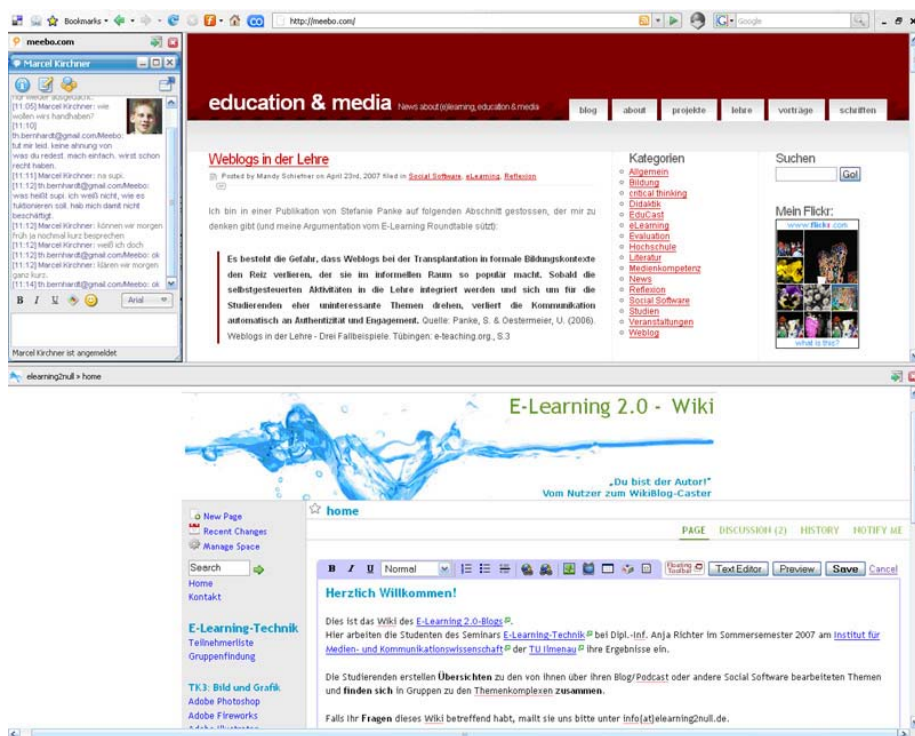 Bookmarks
http://meebo.com/
Google
meebo.com
Marcel Kirchner
nur wieder ausgedacht.
[11:05] Marcel Kirchner: wie
wollen wirs handhaben?
[11:10]
th.bernhardt@gmail.com/Meebo:
tut mir leid. keine ahnung von
was du redest. mach einfach. wirst schon
recht haben.
[11:11] Marcel Kirchner: na supi.
[11:12] th.bernhardt@gmail.com/Meebo:
was heißt supi. ich weiß nicht, wie es
fuktionieren soll. hab mich damit nicht
beschäftigt.
[11:12] Marcel Kirchner: können wir morgen
früh ja nochmal kurz besprechen
[11:12] Marcel Kirchner: weiß ich doch
[11:12] th.bernhardt@gmail.com/Meebo: ok
[11:12] Marcel Kirchner: klären wir morgen
ganz kurz.
[11:14] th.bernhardt@gmail.com/Meebo: ok
B I U Arial
Marcel Kirchner ist angemeldet
education & media News about (e)learning, education & media
blog about projekte lehre vorträge schriften
Weblogs in der Lehre
Posted by Mandy Schiefner on April 23rd, 2007 filed in Social Software, eLearning, Reflexion
Ich bin in einer Publikation von Stefanie Panke auf folgenden Abschnitt gestossen, der mir zu
denken gibt (und meine Argumentation vom E-Learning Roundtable sützt):
Es besteht die Gefahr, dass Weblogs bei der Transplantation in formale Bildungskontexte
den Reiz verlieren, der sie im informellen Raum so populär macht. Sobald die
selbstgesteuerten Aktivitäten in die Lehre integriert werden und sich um für die
Studierenden eher uninteressante Themen drehen, verliert die Kommunikation
automatisch an Authentizität und Engagement. Quelle: Panke, S. & Oestermeier, U. (2006).
Weblogs in der Lehre - Drei Fallbeispiele. Tübingen: e-teaching.org., S.3
Kategorien
Allgemein
Bildung
critical thinking
Didaktik
EduCast
eLearning
Evaluation
Hochschule
Literatur
Medienkompetenz
News
Reflexion
Social Software
Studien
Veranstaltungen
Weblog
Suchen
Go!
Mein Flickr:
www.flickr.com
what is this?
elearning2null » home
E-Learning 2.0 - Wiki
„Du bist der Autor!"
Vom Nutzer zum WikiBlog-Caster
New Page
Recent Changes
Manage Space
Search
Home
Kontakt
E-Learning-Technik
Teilnehmerliste
Gruppenfindung
TK3: Bild und Grafik
Adobe Photoshop
Adobe Fireworks
Adobe Illustrator
home
PAGE DISCUSSION (2) HISTORY NOTIFY ME
B I U Normal Floating Toolbar Text Editor Preview Save Cancel
Herzlich Willkommen!
Dies ist das Wiki des E-Learning 2.0-Blogs.
Hier arbeiten die Studenten des Seminars E-Learning-Technik bei Dipl.-Inf. Anja Richter im Sommersemester 2007 am Institut für
Medien- und Kommunikationswissenschaft der TU Ilmenau ihre Ergebnisse ein.
Die Studierenden erstellen Übersichten zu den von ihnen über ihren Blog/Podcast oder andere Social Software bearbeiteten Themen
und finden sich in Gruppen zu den Themenkomplexen zusammen.
Falls Ihr Fragen dieses Wiki betreffend habt, mailt sie uns bitte unter info[at]elearning2null.de.